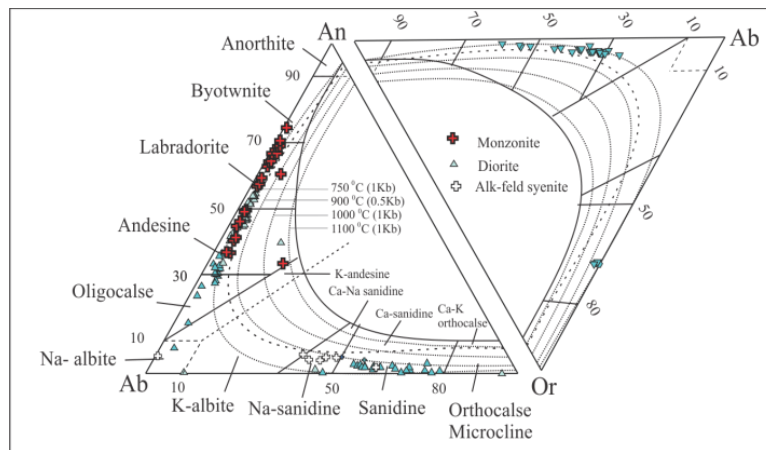 An
Anorthite
Byotwnite
Labradorite
Andesine
Oligocalse
Na- albite
Ab
90
70
50
30
10
10
K-albite
Na-sanidine
50
Sanidine
80
Orthocalse
Microcline
Or
750 °C (1Kb)
900 °C (0.5Kb)
1000 °C (1Kb)
1100 °C (1Kb)
K-andesine
Ca-Na sanidine
Ca-sanidine
Ca-K
orthocalse
90
70
50
30
10
Ab
10
50
80
Monzonite
Diorite
Alk-feld syenite